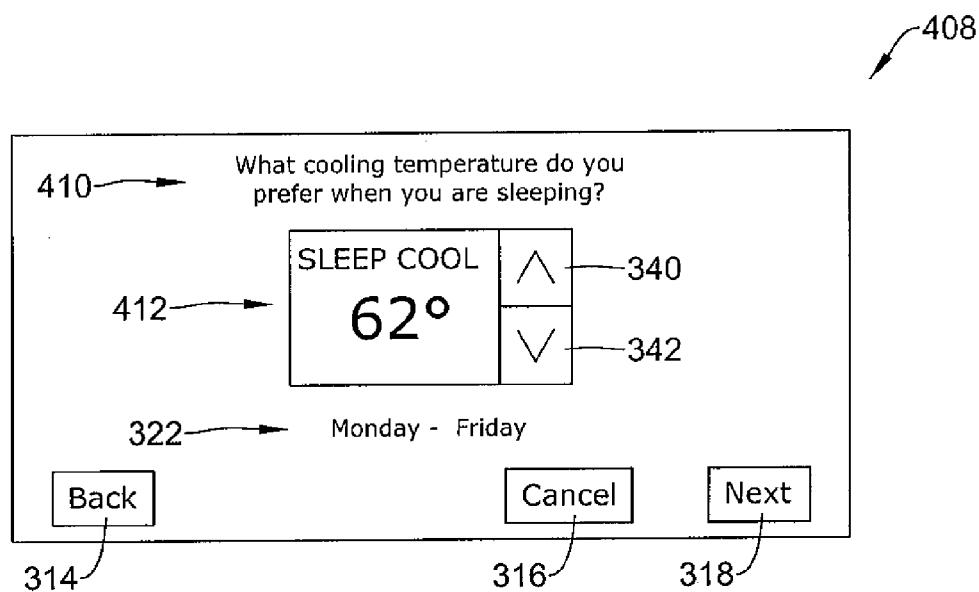 408
What cooling temperature do you
410
prefer when you are sleeping?
SLEEP COOL
340
412
62°
342
322
Monday - Friday
Back
Cancel
Next
314
316
318